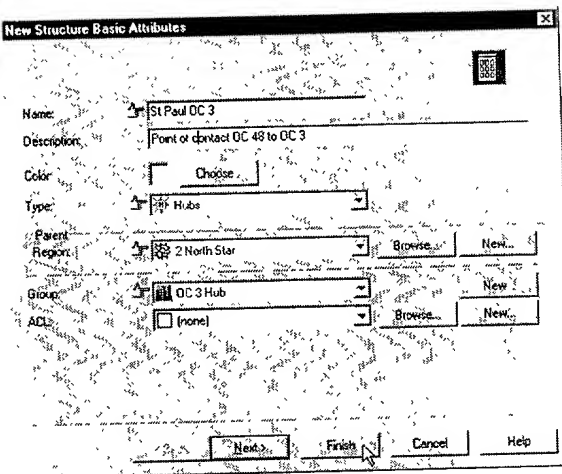 New Structure Basic Attributes
Name: St Paul OC 3
Description: Point of contact OC 48 to OC 3
Color Choose...
Type: Hubs
Parent
Region: 2 North Star Browse... New...
Group: OC 3 Hub New
ACL: (none) Browse... New...
Next > Finish Cancel Help